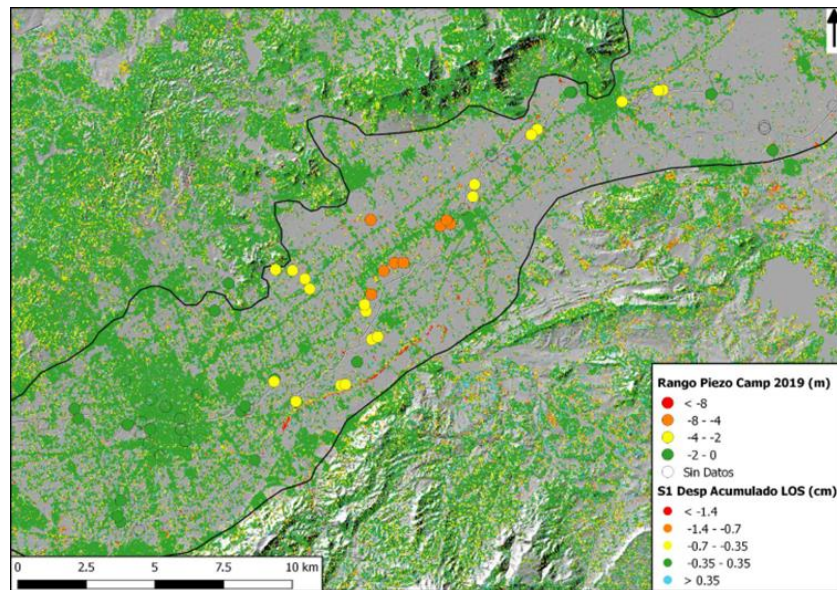 Rango Piezo Camp 2019 (m)
< -8
-8 - -4
-4 - -2
-2 - 0
Sin Datos
S1 Desp Acumulado LOS (cm)
< -1.4
-1.4 - -0.7
-0.7 - -0.35
-0.35 - 0.35
> 0.35
0 2.5 5 7.5 10 km